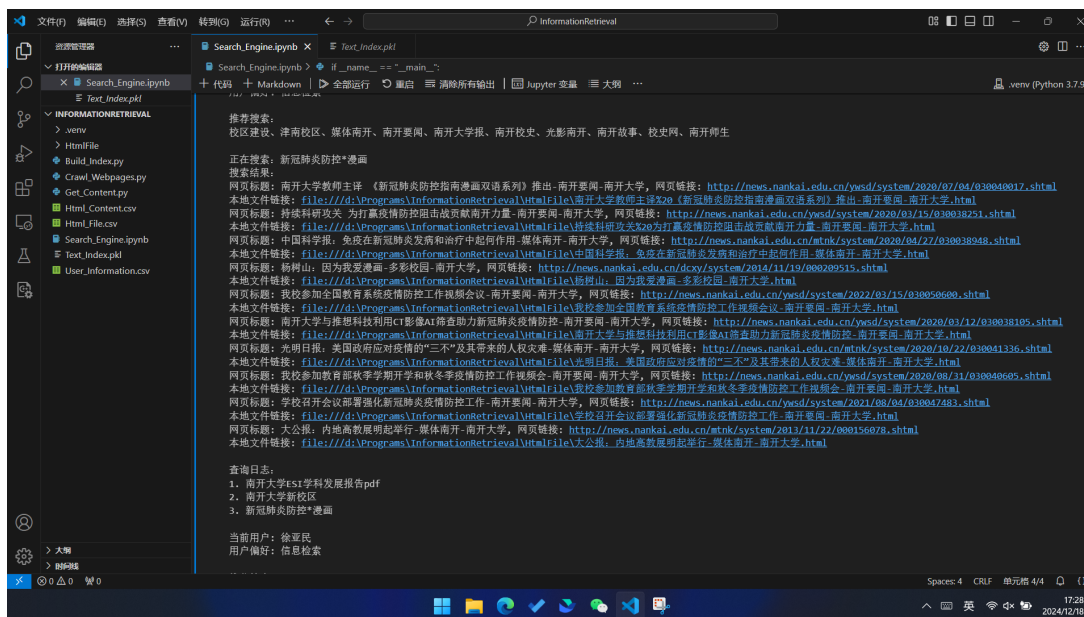 文件(F) 编辑(E) 选择(S) 查看(V) 转到(G) 运行(R) ··· InformationRetrieval
资源管理器 ···
Search_Engine.ipynb
Text_Index.pkl
打开的编辑器
Search_Engine.ipynb
Text_Index.pkl
INFORMATIONRETRIEVAL
.venv
HtmlFile
Build_Index.py
Crawl_Webpages.py
Get_Content.py
Html_Content.csv
Html_File.csv
Search_Engine.ipynb
Text_Index.pkl
User_Information.csv
大纲
时间线
Search_Engine.ipynb > if __name__ == "__main__":
+ 代码 + Markdown 全部运行 重启 清除所有输出 Jupyter 变量 大纲 ··· .venv (Python 3.7.9
推荐搜索：
校区建设、津南校区、媒体南开、南开要闻、南开大学报、南开校史、光影南开、南开故事、校史网、南开师生
正在搜索：新冠肺炎防控*漫画
搜索结果：
网页标题：南开大学教师主译 《新冠肺炎防控指南漫画双语系列》推出-南开要闻-南开大学, 网页链接：http://news.nankai.edu.cn/ywsd/system/2020/07/04/030040017.shtml
本地文件链接：file:///d:\Programs\InformationRetrieval\HtmlFile\南开大学教师主译%20《新冠肺炎防控指南漫画双语系列》推出-南开要闻-南开大学.html
网页标题：持续科研攻关 为打赢疫情防控阻击战贡献南开力量-南开要闻-南开大学, 网页链接：http://news.nankai.edu.cn/ywsd/system/2020/03/15/030038251.shtml
本地文件链接：file:///d:\Programs\InformationRetrieval\HtmlFile\持续科研攻关%20为打赢疫情防控阻击战贡献南开力量-南开要闻-南开大学.html
网页标题：中国科学报：免疫在新冠肺炎发病和治疗中起何作用-媒体南开-南开大学, 网页链接：http://news.nankai.edu.cn/mtnk/system/2020/04/27/030038948.shtml
本地文件链接：file:///d:\Programs\InformationRetrieval\HtmlFile\中国科学报：免疫在新冠肺炎发病和治疗中起何作用-媒体南开-南开大学.html
网页标题：杨树山：因为我爱漫画-多彩校园-南开大学, 网页链接：http://news.nankai.edu.cn/dcxy/system/2014/11/19/000209515.shtml
本地文件链接：file:///d:\Programs\InformationRetrieval\HtmlFile\杨树山：因为我爱漫画-多彩校园-南开大学.html
网页标题：我校参加全国教育系统疫情防控工作视频会议-南开要闻-南开大学, 网页链接：http://news.nankai.edu.cn/ywsd/system/2022/03/15/030050600.shtml
本地文件链接：file:///d:\Programs\InformationRetrieval\HtmlFile\我校参加全国教育系统疫情防控工作视频会议-南开要闻-南开大学.html
网页标题：南开大学与推想科技利用CT影像AI筛查助力新冠肺炎疫情防控-南开要闻-南开大学, 网页链接：http://news.nankai.edu.cn/ywsd/system/2020/03/12/030038105.shtml
本地文件链接：file:///d:\Programs\InformationRetrieval\HtmlFile\南开大学与推想科技利用CT影像AI筛查助力新冠肺炎疫情防控-南开要闻-南开大学.html
网页标题：光明日报：美国政府应对疫情的“三不”及其带来的人权灾难-媒体南开-南开大学, 网页链接：http://news.nankai.edu.cn/mtnk/system/2020/10/22/030041336.shtml
本地文件链接：file:///d:\Programs\InformationRetrieval\HtmlFile\光明日报：美国政府应对疫情的“三不”及其带来的人权灾难-媒体南开-南开大学.html
网页标题：我校参加教育部秋季学期开学和秋冬季疫情防控工作视频会-南开要闻-南开大学, 网页链接：http://news.nankai.edu.cn/ywsd/system/2020/08/31/030040605.shtml
本地文件链接：file:///d:\Programs\InformationRetrieval\HtmlFile\我校参加教育部秋季学期开学和秋冬季疫情防控工作视频会-南开要闻-南开大学.html
网页标题：学校召开会议部署强化新冠肺炎疫情防控工作-南开要闻-南开大学, 网页链接：http://news.nankai.edu.cn/ywsd/system/2021/08/04/030047483.shtml
本地文件链接：file:///d:\Programs\InformationRetrieval\HtmlFile\学校召开会议部署强化新冠肺炎疫情防控工作-南开要闻-南开大学.html
网页标题：大公报：内地高教展明起举行-媒体南开-南开大学, 网页链接：http://news.nankai.edu.cn/mtnk/system/2013/11/22/000156078.shtml
本地文件链接：file:///d:\Programs\InformationRetrieval\HtmlFile\大公报：内地高教展明起举行-媒体南开-南开大学.html
查询日志：
1. 南开大学ESI学科发展报告pdf
2. 南开大学新校区
3. 新冠肺炎防控*漫画
当前用户：徐亚民
用户偏好：信息检索
0 0 0 Spaces: 4 CRLF 单元格 4/4
英 17:28
2024/12/18